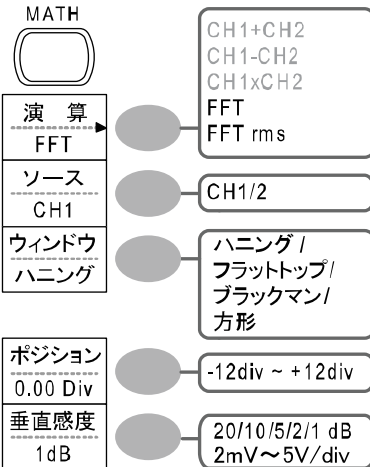 MATH
CH1+CH2
CH1-CH2
CH1xCH2
FFT
FFT rms
演 算
FFT
ソース
CH1
CH1/2
ウィンドウ
ハニング
ハニング /
フラットトップ/
ブラックマン/
方形
ポジション
0.00 Div
-12div ~ +12div
垂直感度
1dB
20/10/5/2/1 dB
2mV～5V/div